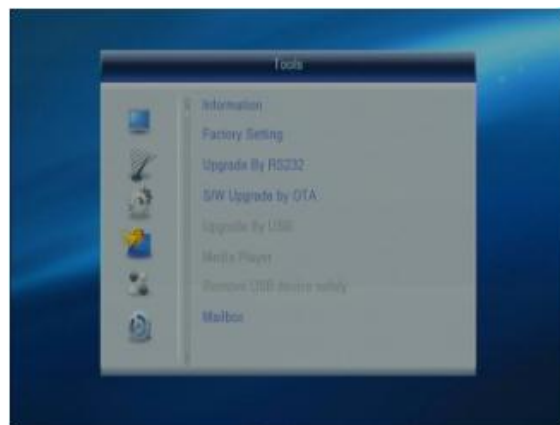 Tools
Information
Factory Setting
Upgrade By RS232
S/W Upgrade by OTA
Upgrade By USB
Media Player
Remove USB device safely
Mailbox